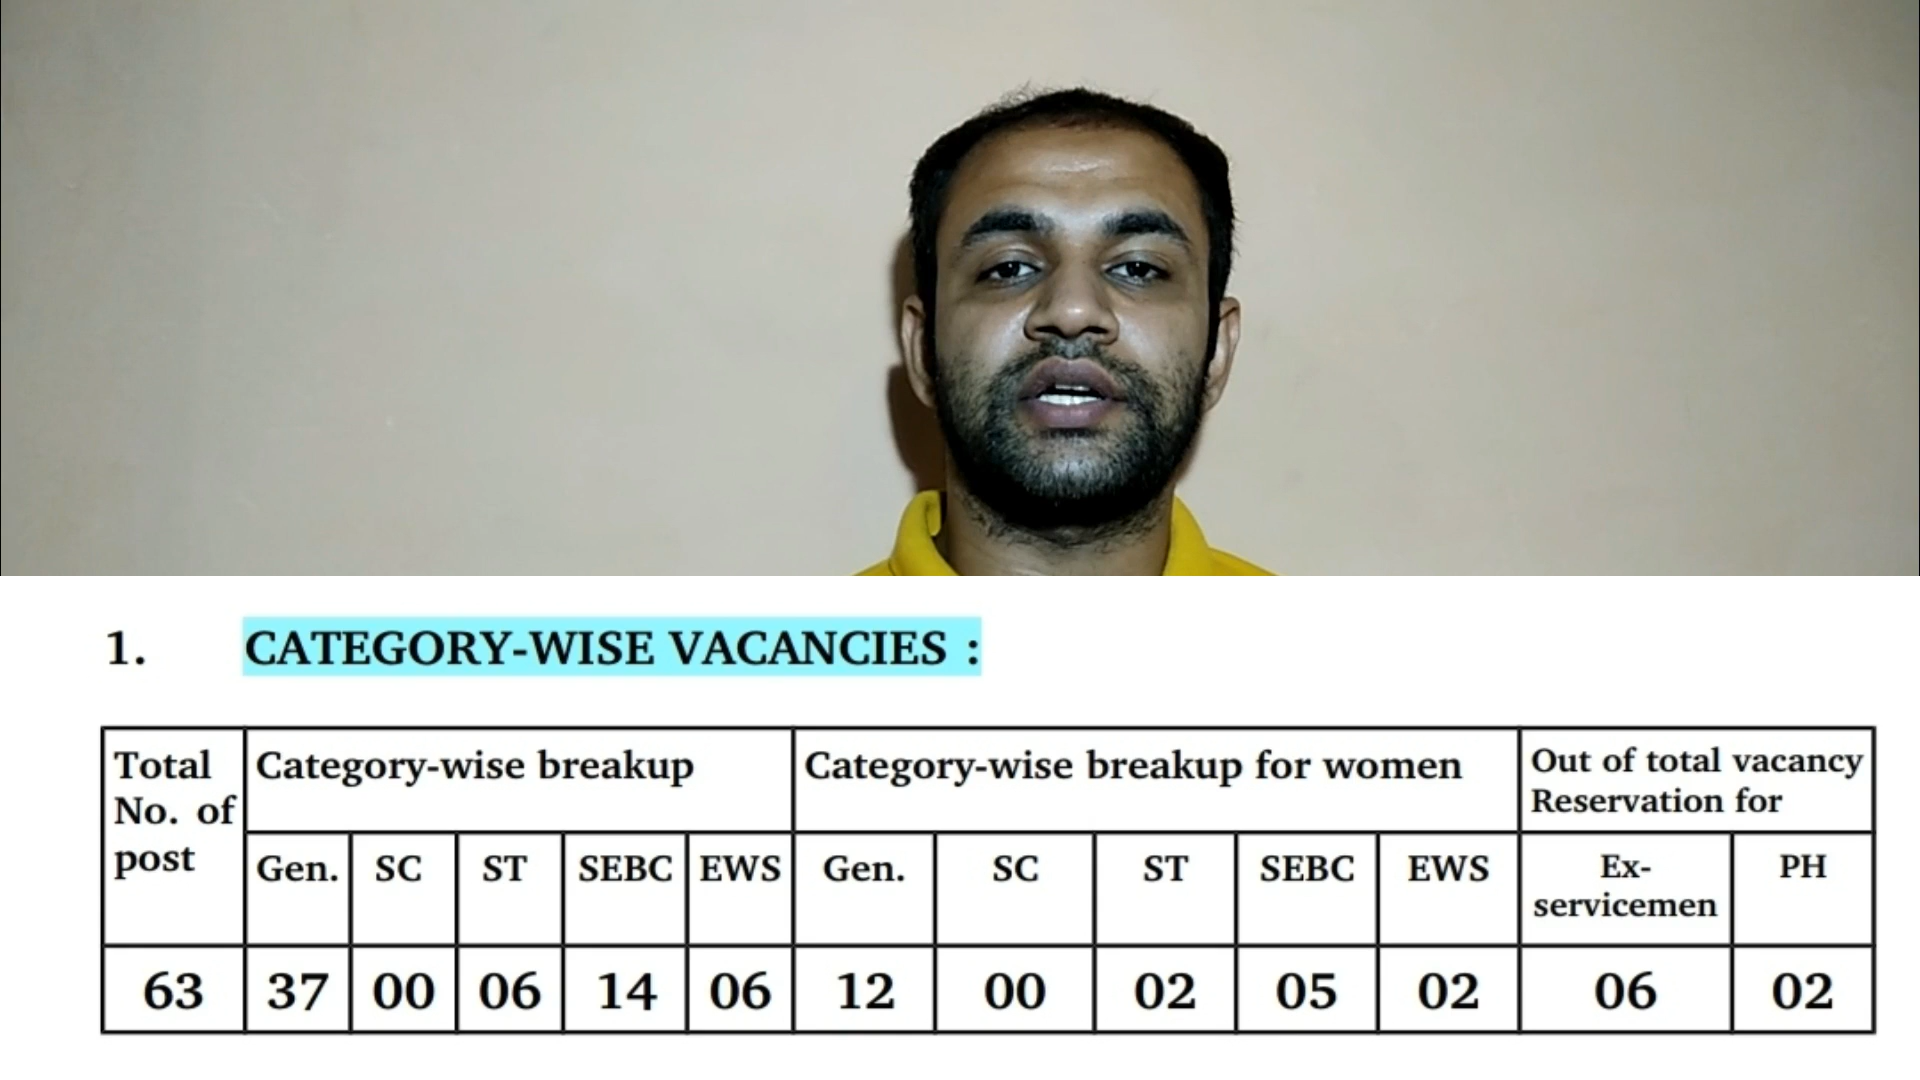 1. CATEGORY-WISE VACANCIES :
Total No. of post
Category-wise breakup
Category-wise breakup for women
Out of total vacancy
Reservation for
Gen. SC ST SEBC EWS Gen. SC ST SEBC EWS Ex-servicemen PH
63 37 00 06 14 06 12 00 02 05 02 06 02